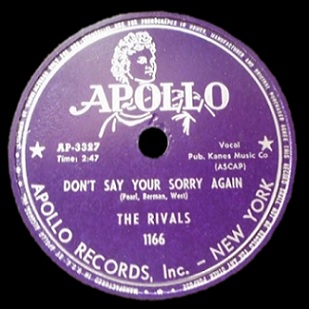 APOLLO
AP-3327
Time: 2:47
Vocal
Pub. Kanes Music Co
(ASCAP)
DON'T SAY YOUR SORRY AGAIN
(Pearl, Berman, West)
THE RIVALS
1166
APOLLO RECORDS, Inc. – NEW YORK